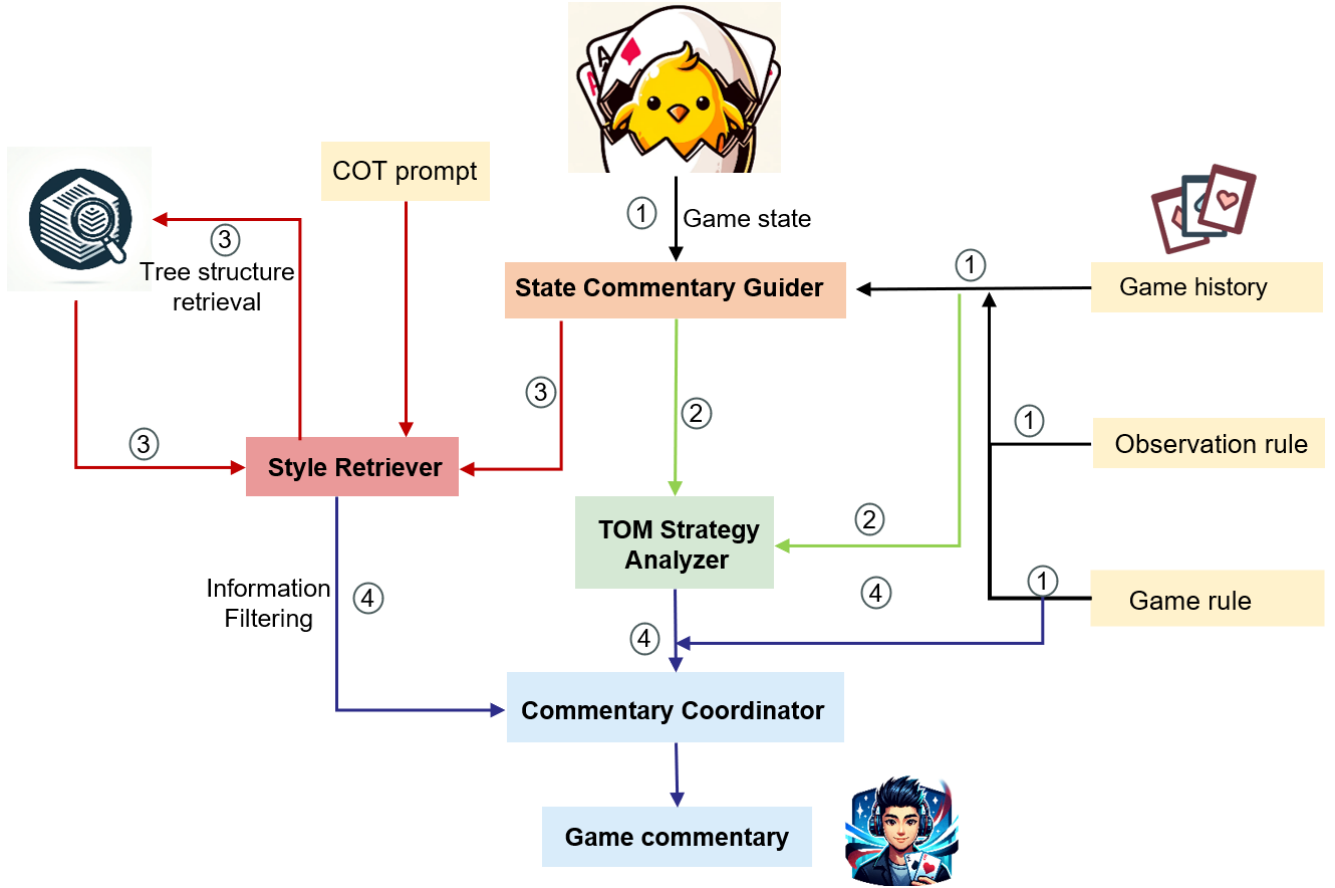 COT prompt
①
Game state
③
Tree structure
retrieval
State Commentary Guider
①
Game history
③
②
①
Observation rule
③
Style Retriever
②
TOM Strategy
Analyzer
①
Game rule
Information
Filtering
④
④
④
Commentary Coordinator
Game commentary